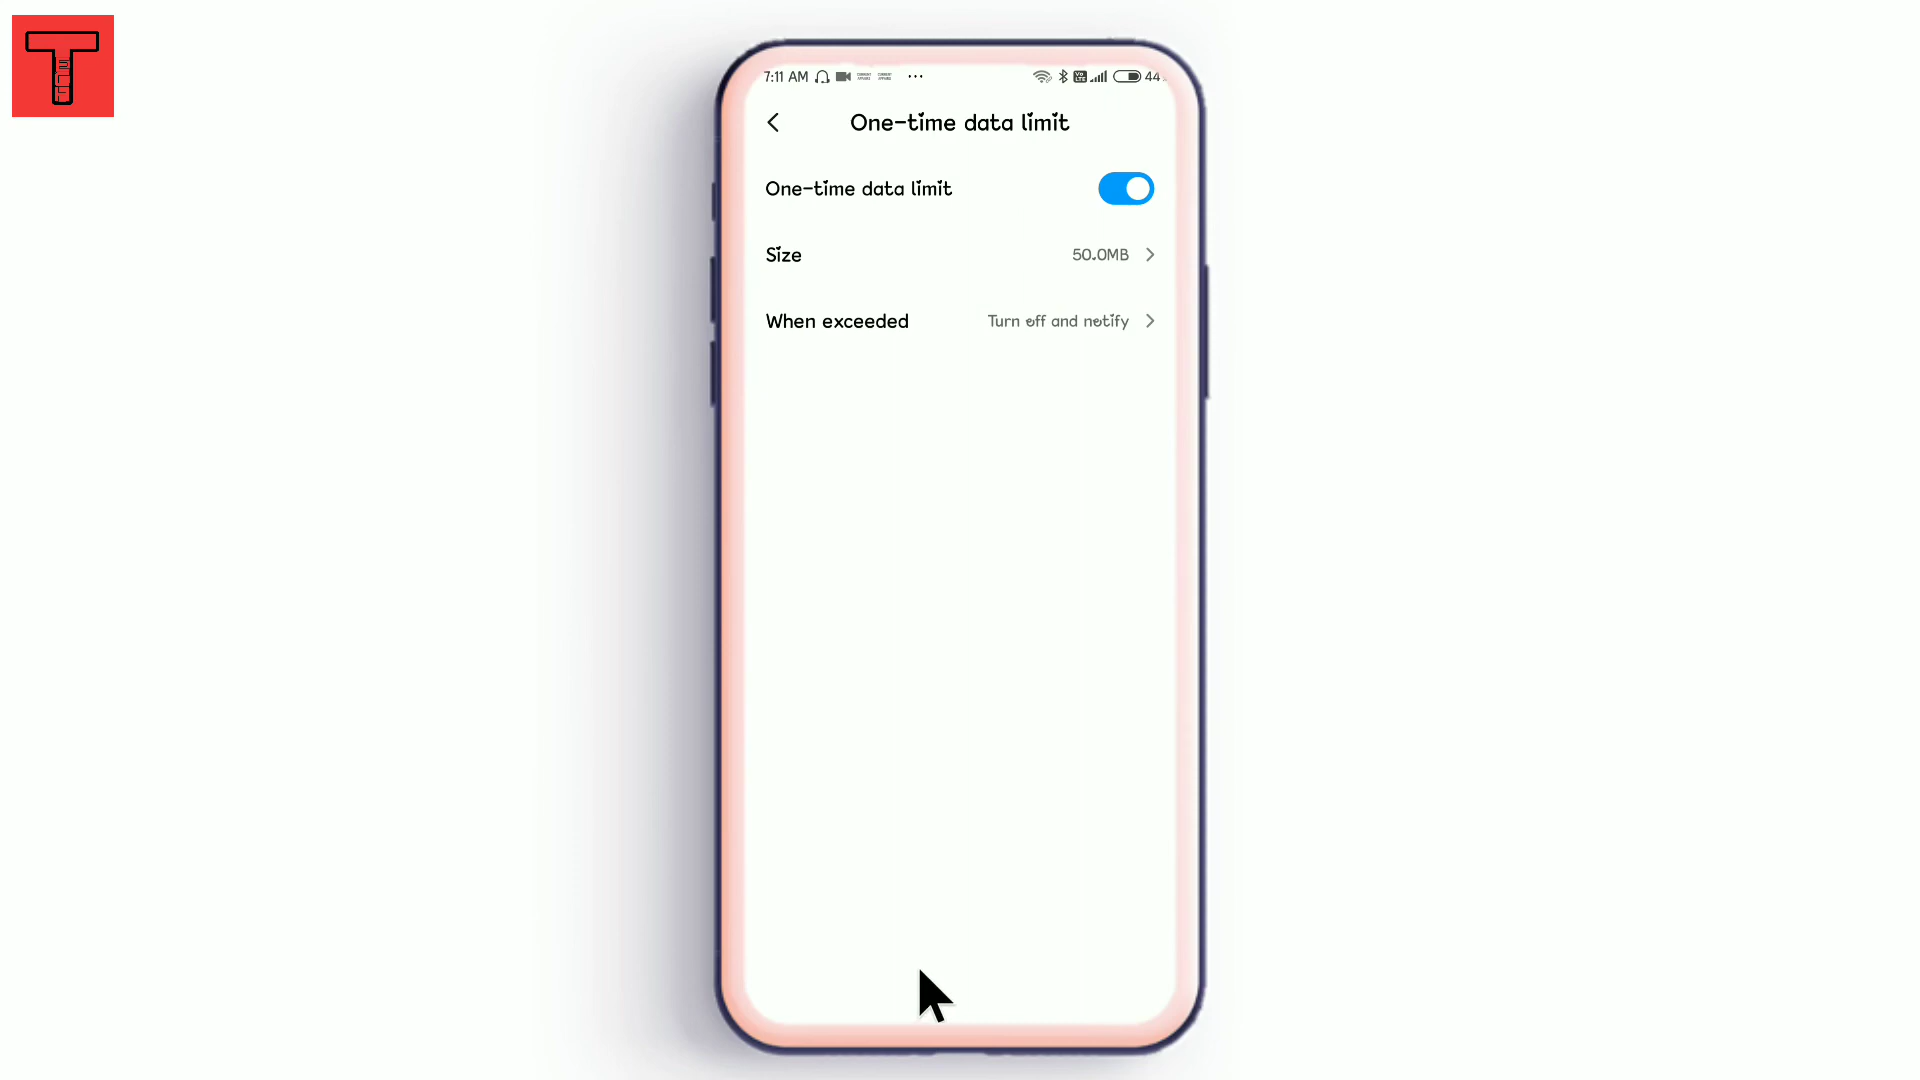 T
7:11 AM ... 44
One-time data limit
One-time data limit
Size 50.0MB
When exceeded Turn off and notify